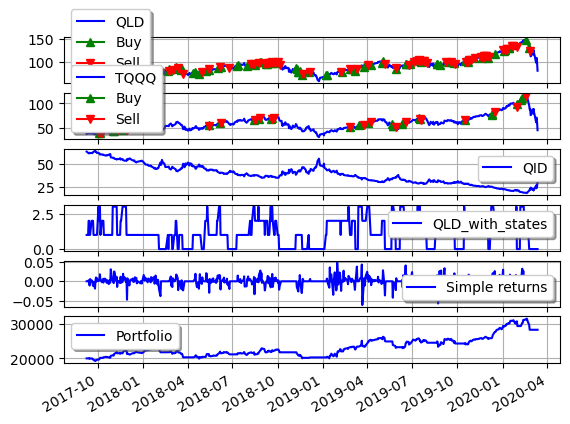 QLD
Buy
Sell
150
100
TQQQ
Buy
Sell
100
50
QID
50
25
QLD_with_states
2.5
0.0
Simple returns
0.05
0.00
−0.05
Portfolio
30000
20000
2017-10
2018-01
2018-04
2018-07
2018-10
2019-01
2019-04
2019-07
2019-10
2020-01
2020-04